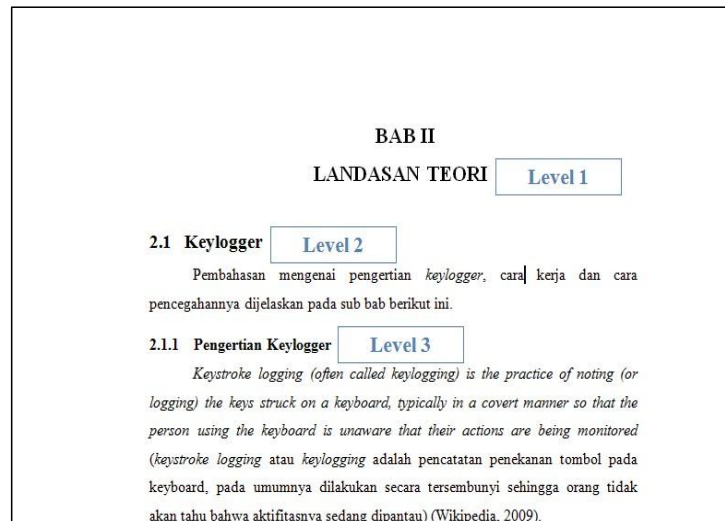 BAB II
LANDASAN TEORI Level 1
2.1 Keylogger Level 2
Pembahasan mengenai pengertian keylogger, cara kerja dan cara
pencegahannya dijelaskan pada sub bab berikut ini.
2.1.1 Pengertian Keylogger Level 3
Keystroke logging (often called keylogging) is the practice of noting (or
logging) the keys struck on a keyboard, typically in a covert manner so that the
person using the keyboard is unaware that their actions are being monitored
(keystroke logging atau keylogging adalah pencatatan penekanan tombol pada
keyboard, pada umumnya dilakukan secara tersembunyi sehingga orang tidak
akan tahu bahwa aktifitasnya sedang dipantau) (Wikipedia, 2009).